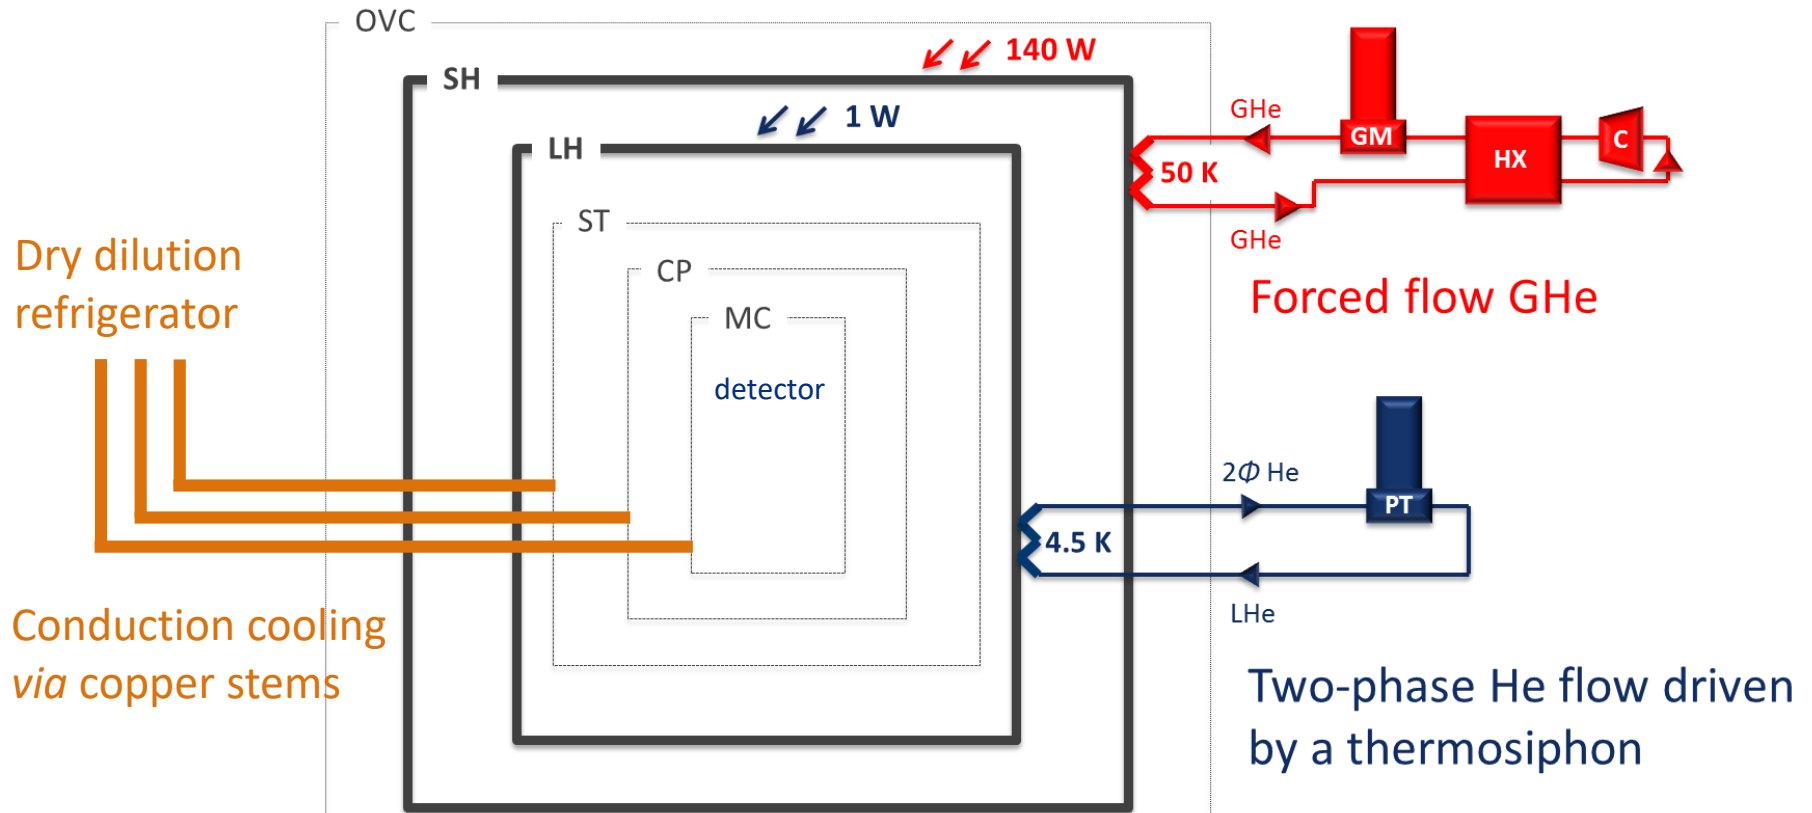 OVC
140 W
SH
1 W
LH
GHe
GM
HX
C
50 K
GHe
Forced flow GHe
ST
CP
MC
detector
Dry dilution
refrigerator
2Φ He
PT
4.5 K
LHe
Conduction cooling
via copper stems
Two-phase He flow driven
by a thermosiphon